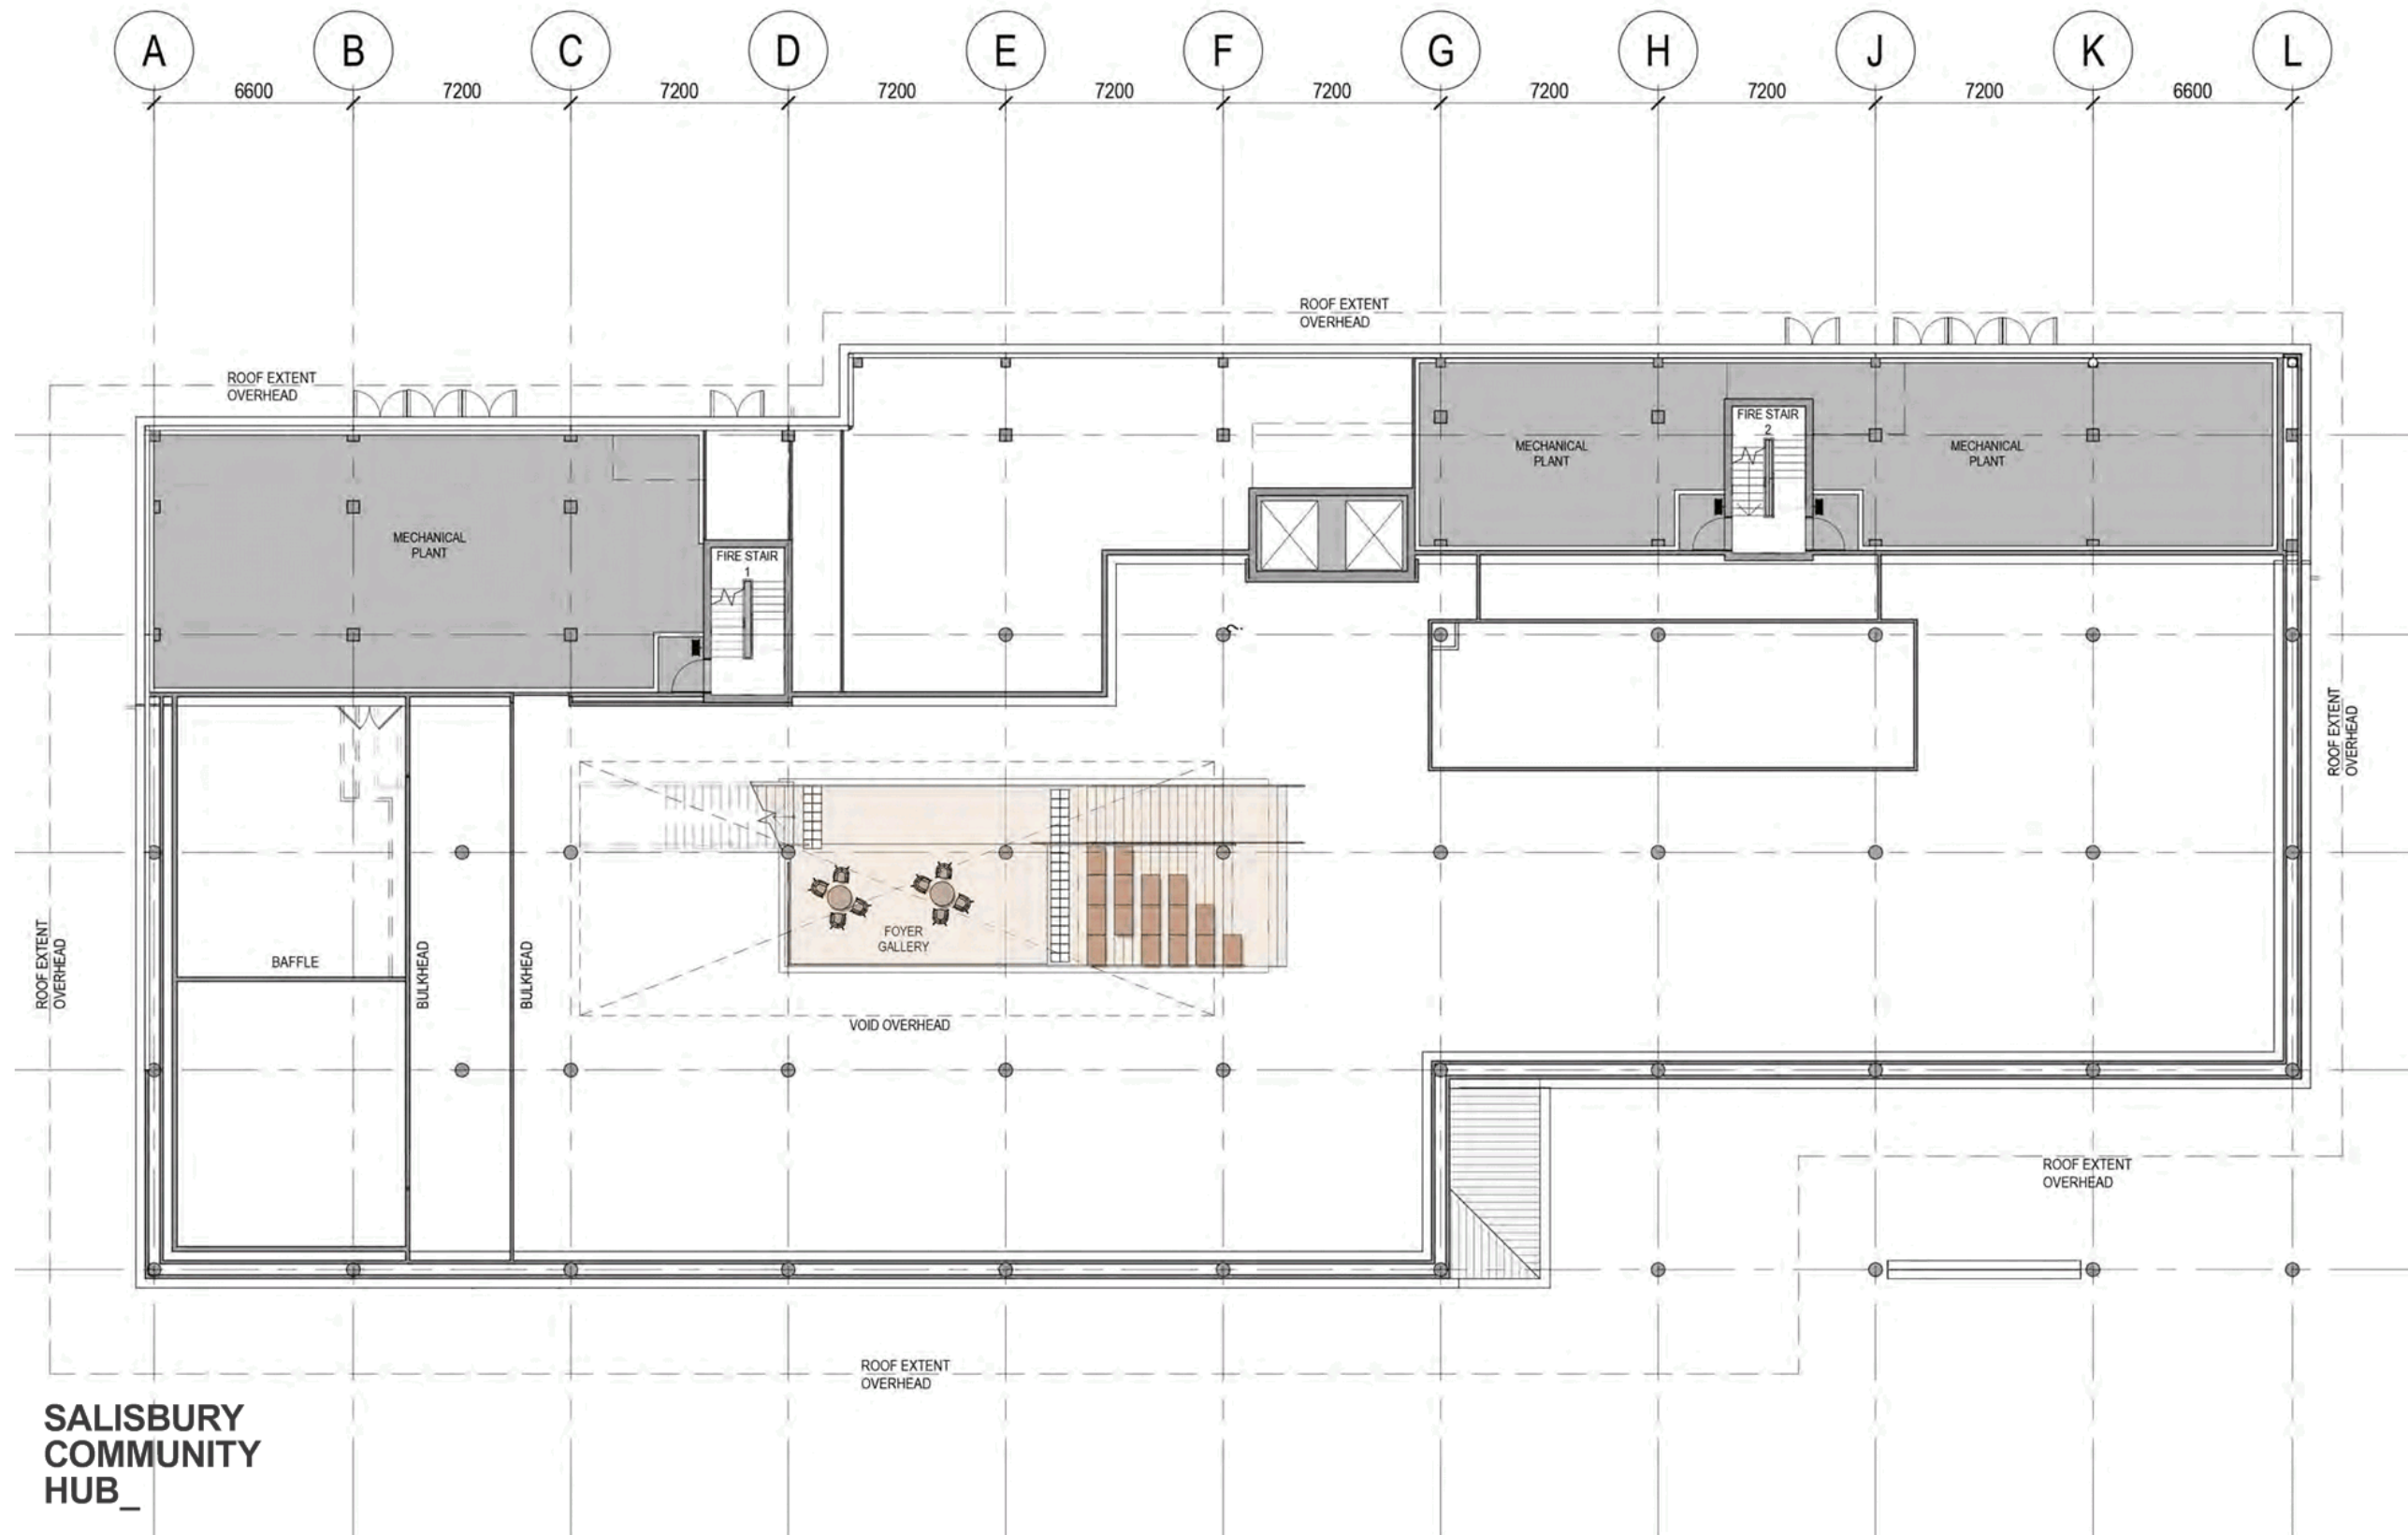 A B C D E F G H J K L
6600 7200 7200 7200 7200 7200 7200 7200 7200 6600
ROOF EXTENT
OVERHEAD
ROOF EXTENT
OVERHEAD
FIRE STAIR
2
MECHANICAL
PLANT
MECHANICAL
PLANT
MECHANICAL
PLANT
FIRE STAIR
1
ROOF EXTENT
OVERHEAD
FOYER
GALLERY
BAFFLE
BULKHEAD
BULKHEAD
ROOF EXTENT
OVERHEAD
VOID OVERHEAD
ROOF EXTENT
OVERHEAD
ROOF EXTENT
OVERHEAD
SALISBURY
COMMUNITY
HUB_